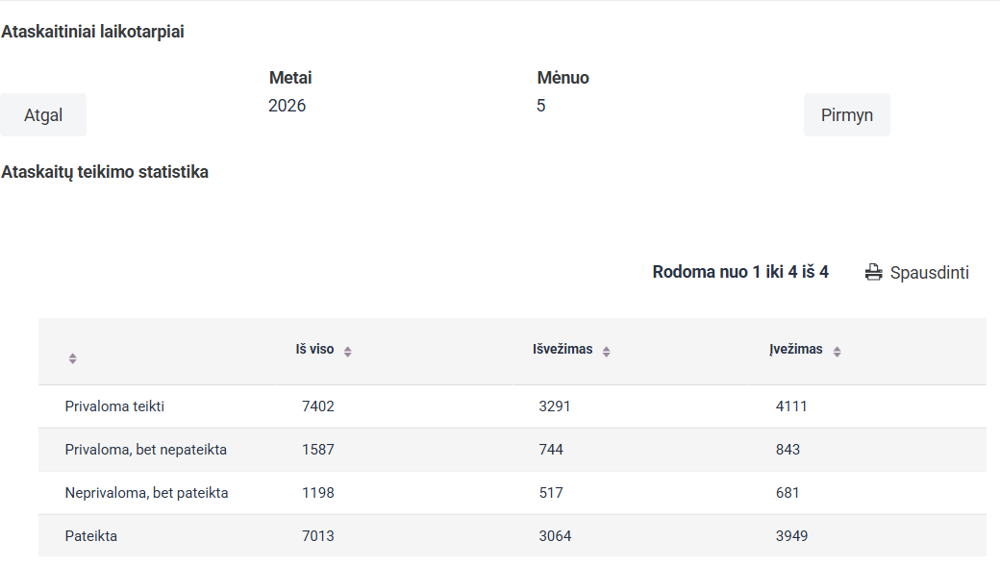 Ataskaitiniai laikotarpiai
Metai Mėnuo
Atgal 2026 5 Pirmyn
Ataskaitų teikimo statistika
Rodoma nuo 1 iki 4 iš 4 Spausdinti
Iš viso Išvežimas Įvežimas
Privaloma teikti 7402 3291 4111
Privaloma, bet nepateikta 1587 744 843
Neprivaloma, bet pateikta 1198 517 681
Pateikta 7013 3064 3949